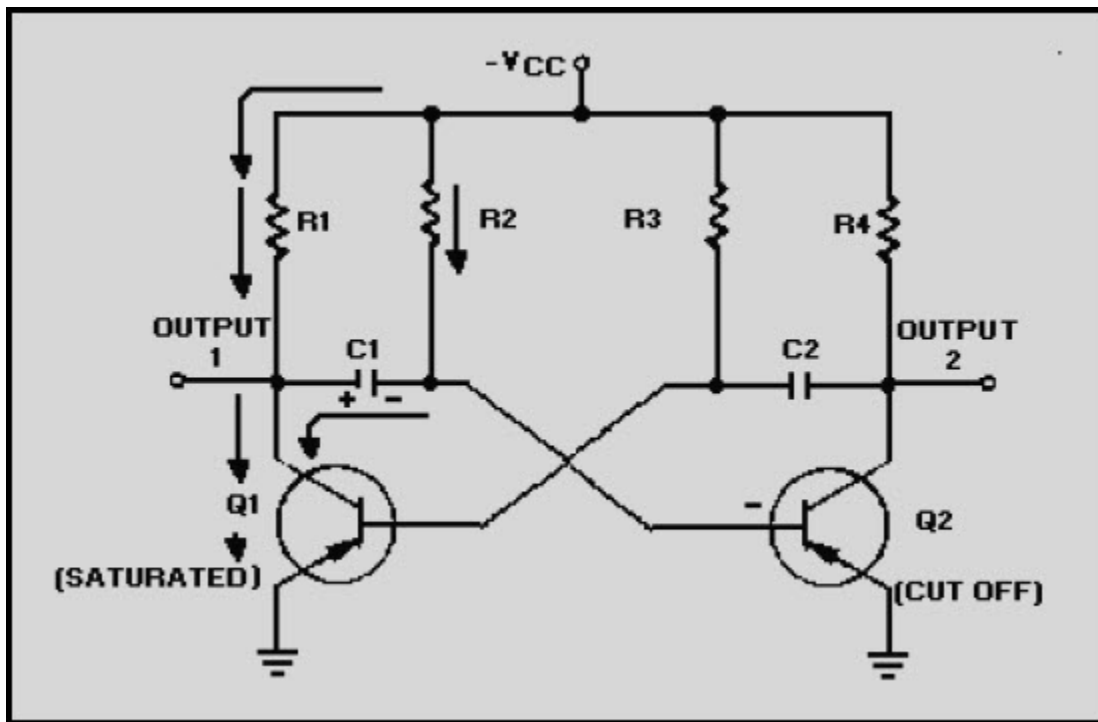 -VCC
R1
R2
R3
R4
OUTPUT
1
C1
+ -
C2
OUTPUT
2
Q1
(SATURATED)
-
Q2
(CUT OFF)